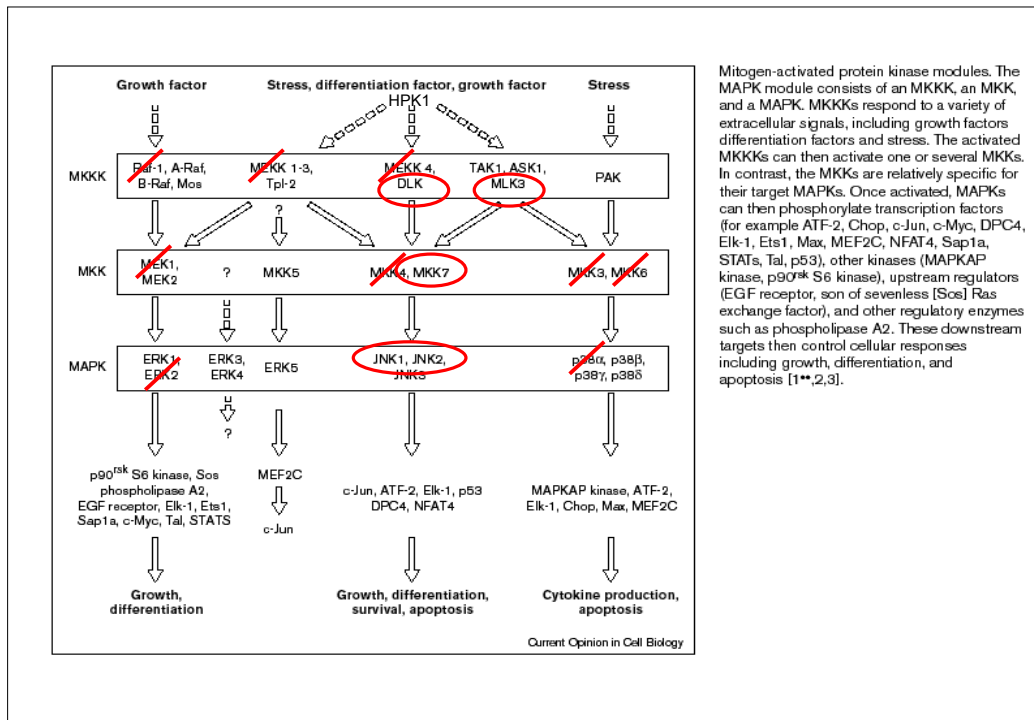 Growth factor
Stress, differentiation factor, growth factor
Stress
HPK1
MKKK
Raf-1, A-Raf,
B-Raf, Mos
MEKK 1-3,
Tpl-2
MEKK 4,
DLK
TAK1, ASK1,
MLK3
PAK
?
MKK
MEK1,
MEK2
?
MKK5
MKK4, MKK7
MKK3, MKK6
MAPK
ERK1,
ERK2
ERK3,
ERK4
ERK5
JNK1, JNK2,
JNK3
p38α, p38β,
p38γ, p38δ
?
p90rsk S6 kinase, Sos
phospholipase A2,
EGF receptor, Elk-1, Ets1,
Sap1a, c-Myc, Tal, STATS
MEF2C
c-Jun
c-Jun, ATF-2, Elk-1, p53
DPC4, NFAT4
MAPKAP kinase, ATF-2,
Elk-1, Chop, Max, MEF2C
Growth,
differentiation
Growth, differentiation,
survival, apoptosis
Cytokine production,
apoptosis
Current Opinion in Cell Biology
Mitogen-activated protein kinase modules. The
MAPK module consists of an MKKK, an MKK,
and a MAPK. MKKKs respond to a variety of
extracellular signals, including growth factors
differentiation factors and stress. The activated
MKKKs can then activate one or several MKKs.
In contrast, the MKKs are relatively specific for
their target MAPKs. Once activated, MAPKs
can then phosphorylate transcription factors
(for example ATF-2, Chop, c-Jun, c-Myc, DPC4,
Elk-1, Ets1, Max, MEF2C, NFAT4, Sap1a,
STATs, Tal, p53), other kinases (MAPKAP
kinase, p90rsk S6 kinase), upstream regulators
(EGF receptor, son of sevenless [Sos] Ras
exchange factor), and other regulatory enzymes
such as phospholipase A2. These downstream
targets then control cellular responses
including growth, differentiation, and
apoptosis [1••,2,3].